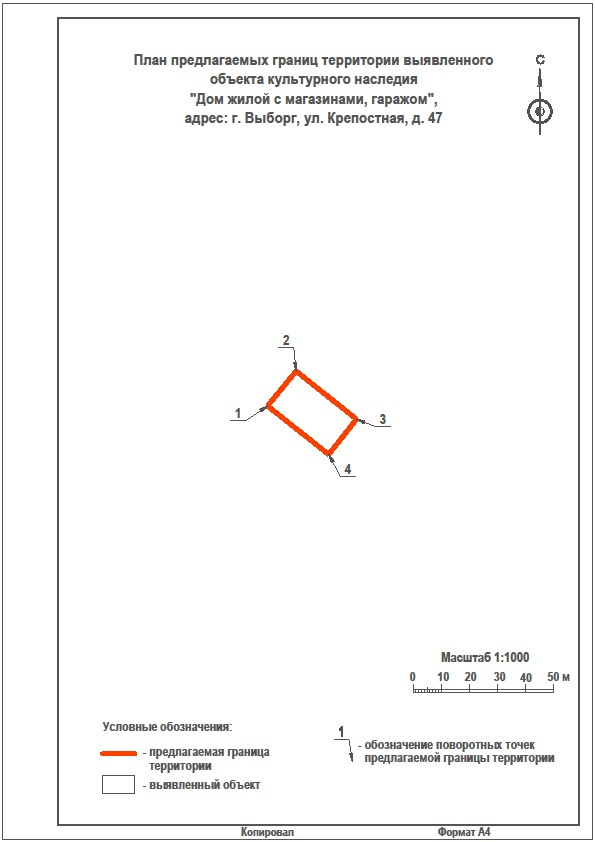 План предлагаемых границ территории выявленного
объекта культурного наследия
"Дом жилой с магазинами, гаражом",
адрес: г. Выборг, ул. Крепостная, д. 47
С
2
1
3
4
Масштаб 1:1000
0 10 20 30 40 50 м
Условные обозначения:
- предлагаемая граница
территории
- выявленный объект
1
- обозначение поворотных точек
предлагаемой границы территории
Копировал Формат А4